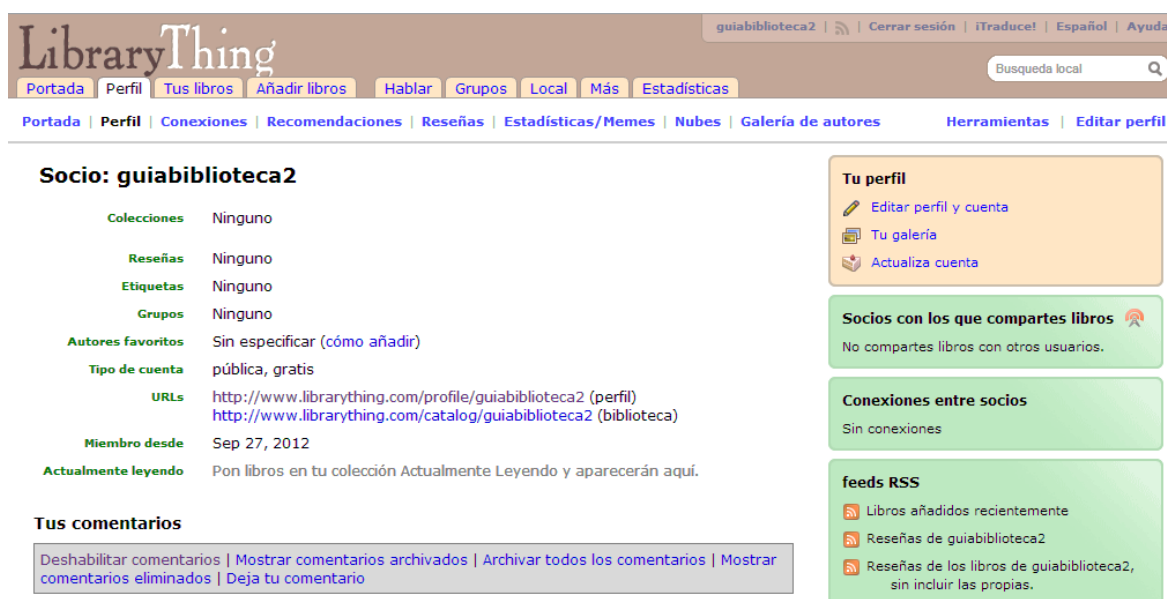 guiabiblioteca2 | | Cerrar sesión | iTraduce! | Español | Ayuda
LibraryThing
Busqueda local
Portada Perfil Tus libros Añadir libros Hablar Grupos Local Más Estadísticas
Portada | Perfil | Conexiones | Recomendaciones | Reseñas | Estadísticas/Memes | Nubes | Galería de autores Herramientas | Editar perfil
Socio: guiabiblioteca2
Colecciones Ninguno
Reseñas Ninguno
Etiquetas Ninguno
Grupos Ninguno
Autores favoritos Sin especificar (cómo añadir)
Tipo de cuenta pública, gratis
URLs http://www.librarything.com/profile/guiabiblioteca2 (perfil)
http://www.librarything.com/catalog/guiabiblioteca2 (biblioteca)
Miembro desde Sep 27, 2012
Actualmente leyendo Pon libros en tu colección Actualmente Leyendo y aparecerán aquí.
Tus comentarios
Deshabilitar comentarios | Mostrar comentarios archivados | Archivar todos los comentarios | Mostrar
comentarios eliminados | Deja tu comentario
Tu perfil
Editar perfil y cuenta
Tu galería
Actualiza cuenta
Socios con los que compartes libros
No compartes libros con otros usuarios.
Conexiones entre socios
Sin conexiones
feeds RSS
Libros añadidos recientemente
Reseñas de guiabiblioteca2
Reseñas de los libros de guiabiblioteca2,
sin incluir las propias.